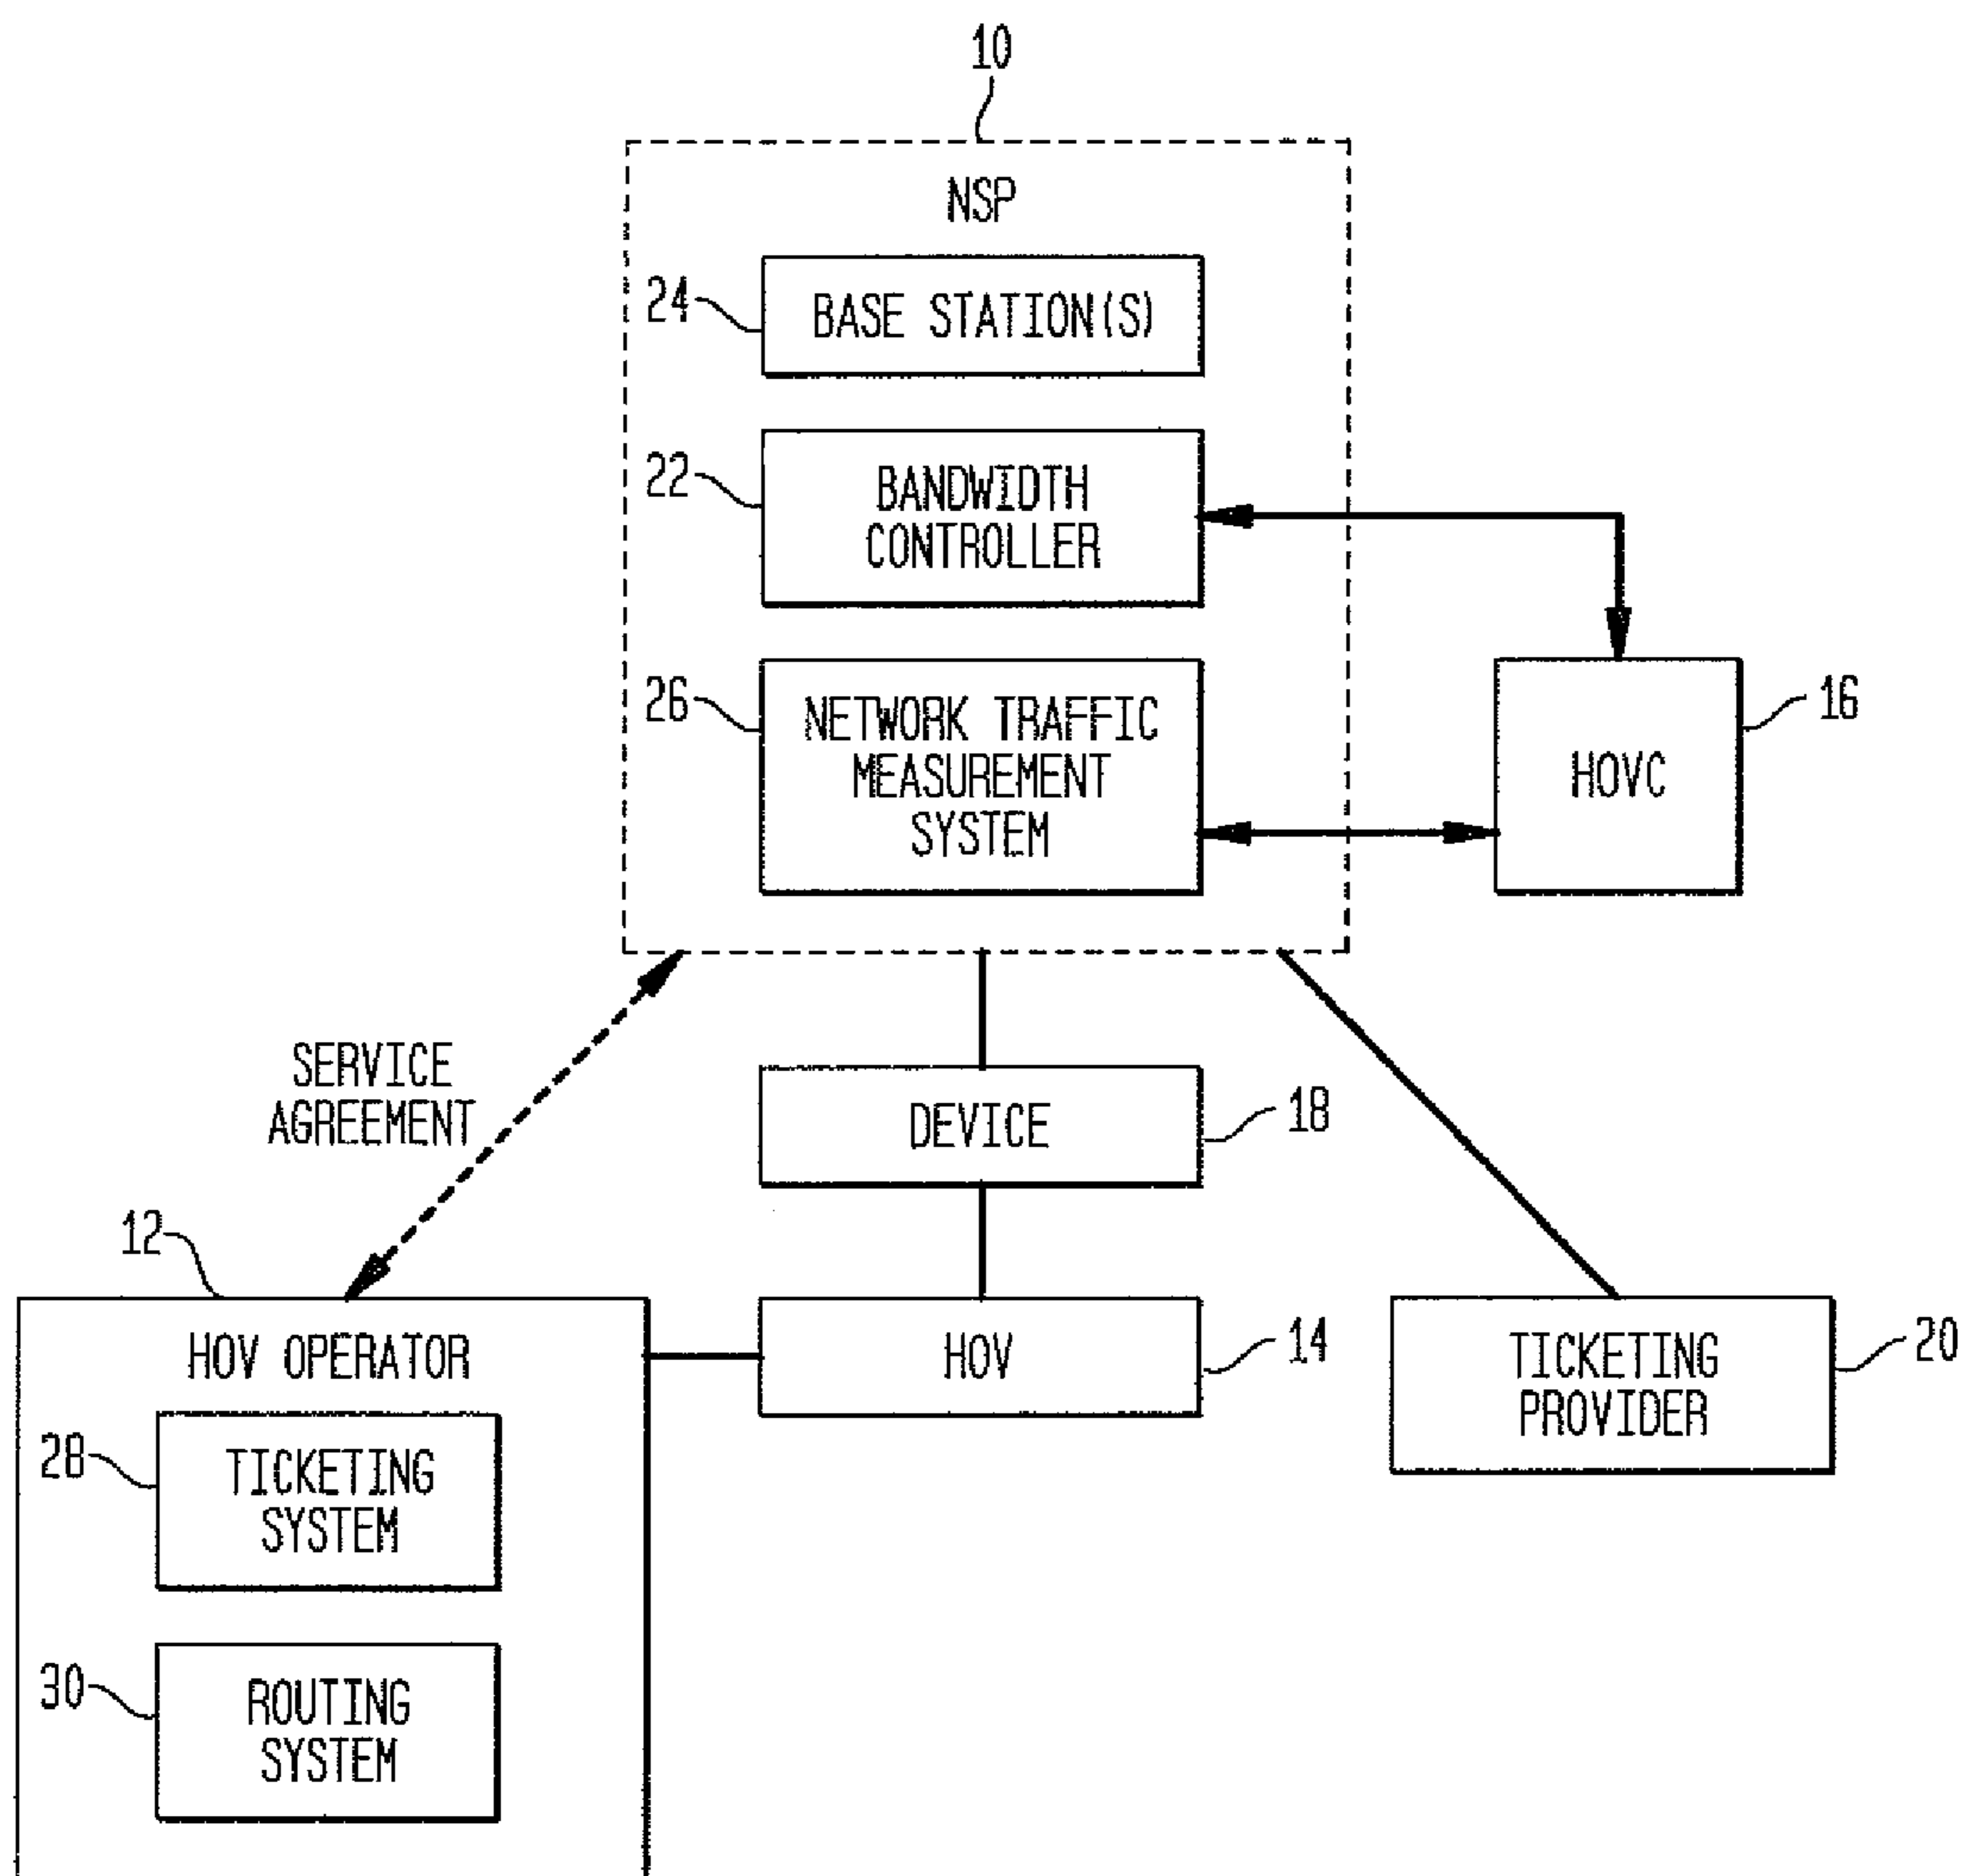 10
NSP
24
BASE STATION(S)
22
BANDWIDTH
CONTROLLER
26
NETWORK TRAFFIC
MEASUREMENT
SYSTEM
HOVC
16
SERVICE
AGREEMENT
DEVICE
18
12
HOV OPERATOR
HOV
14
TICKETING
PROVIDER
20
28
TICKETING
SYSTEM
30
ROUTING
SYSTEM